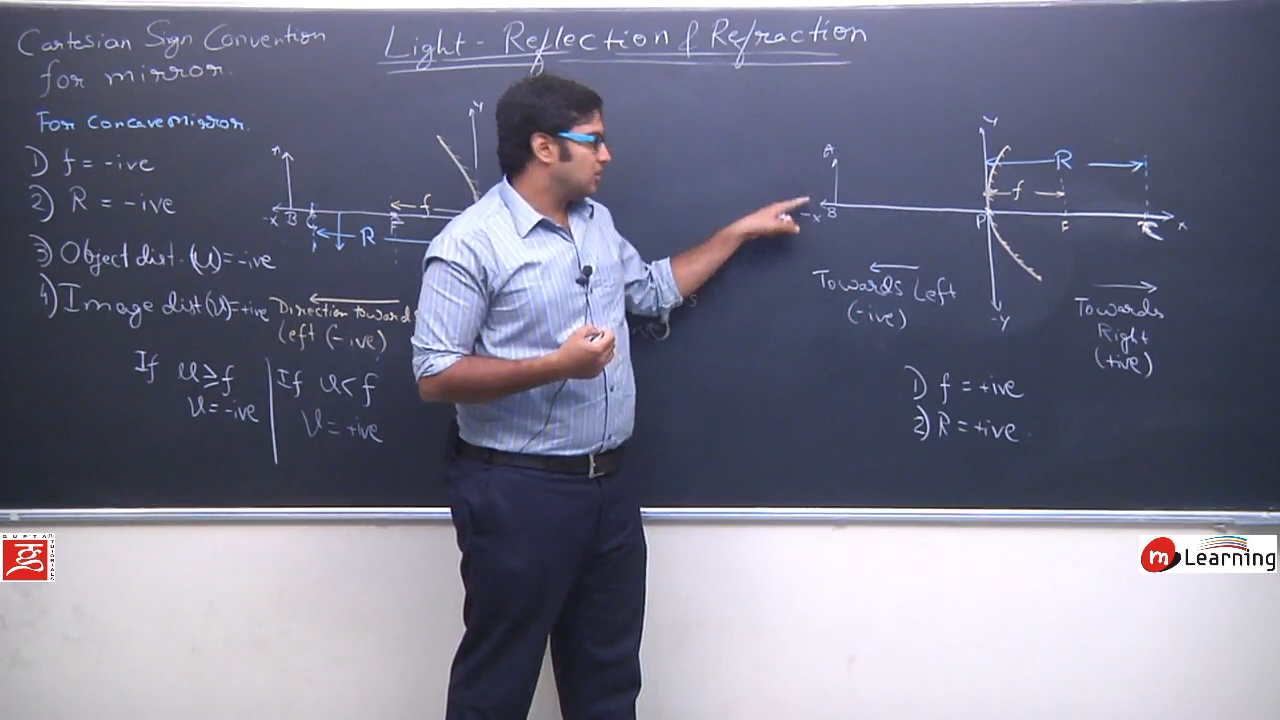 Cartesian Sign Convention
for mirror.
Light - Reflection & Refraction
For Concave Mirror.
1) f = -ive
2) R = -ive
3) Object dist. (u) = -ive
4) Image dist (v) = +ive
If u ≥ f
v = -ive
If u < f
v = +ive
y
-x B C F
f
R
Direction towards
left (-ive)
y
A
R
f
-x B P F C x
-y
Towards left
(-ive)
Towards
Right
(+ive)
1) f = +ive
2) R = +ive.
GUPTA
TUTORIALS
m Learning